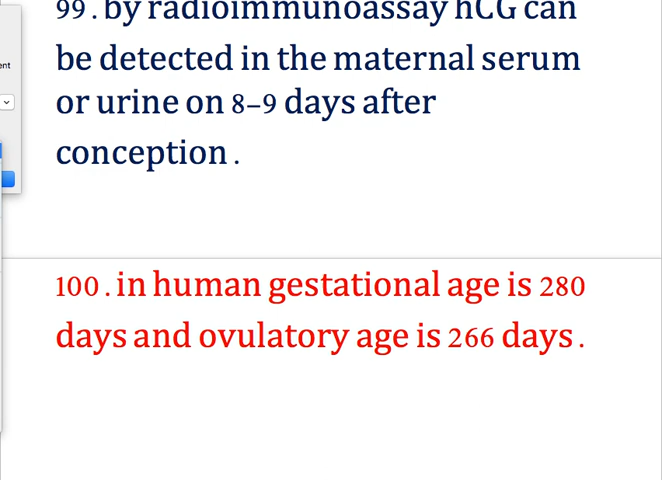 99. by radioimmunoassay hCG can
be detected in the maternal serum
or urine on 8–9 days after
conception.
ent
100. in human gestational age is 280
days and ovulatory age is 266 days.